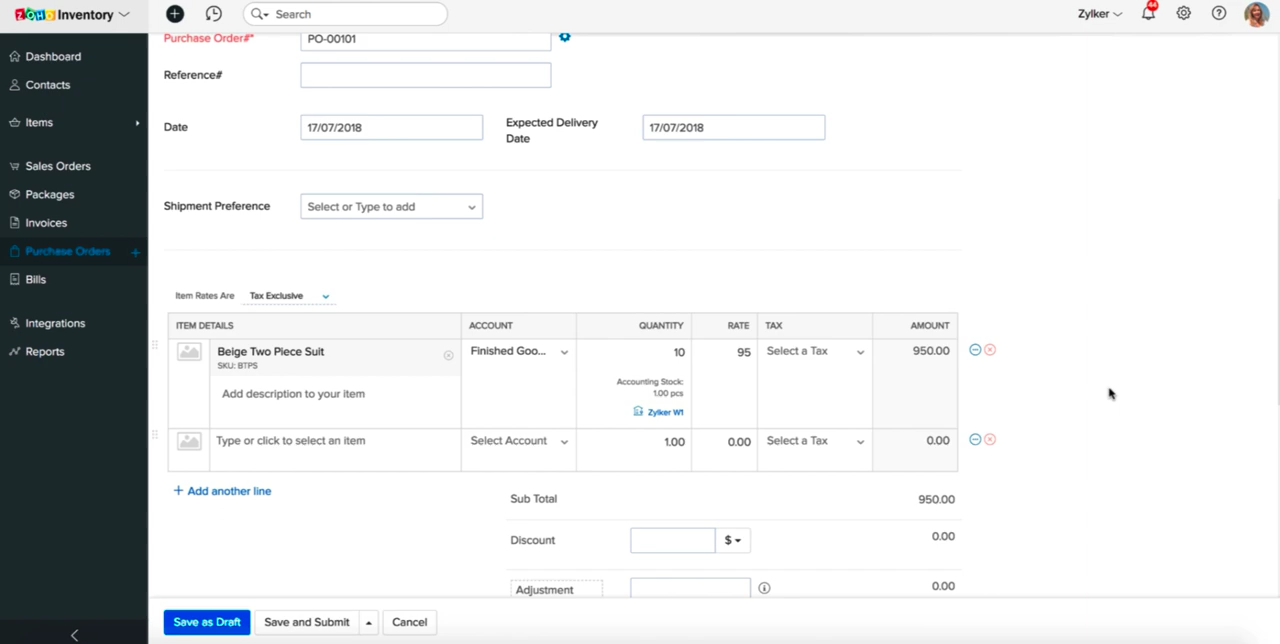 ZOHO Inventory
Search
Zylker
44
Dashboard
Contacts
Items
Sales Orders
Packages
Invoices
Purchase Orders +
Bills
Integrations
Reports
Purchase Order#* PO-00101
Reference#
Date 17/07/2018 Expected Delivery Date 17/07/2018
Shipment Preference Select or Type to add
Item Rates Are Tax Exclusive
ITEM DETAILS ACCOUNT QUANTITY RATE TAX AMOUNT
Beige Two Piece Suit Finished Goo... 10 95 Select a Tax 950.00
SKU: BTPS
Add description to your item
Accounting Stock:
1.00 pcs
Zylker W1
Type or click to select an item Select Account 1.00 0.00 Select a Tax 0.00
+ Add another line
Sub Total 950.00
Discount $ 0.00
Adjustment 0.00
Save as Draft Save and Submit Cancel